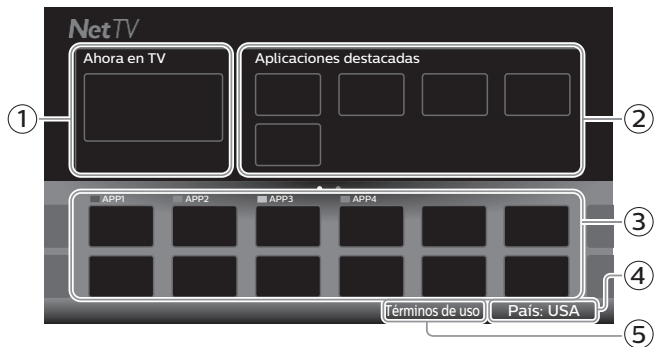 NetTV
Ahora en TV
Aplicaciones destacadas
①
②
APP1 APP2 APP3 APP4
③
④
Términos de uso País: USA
⑤